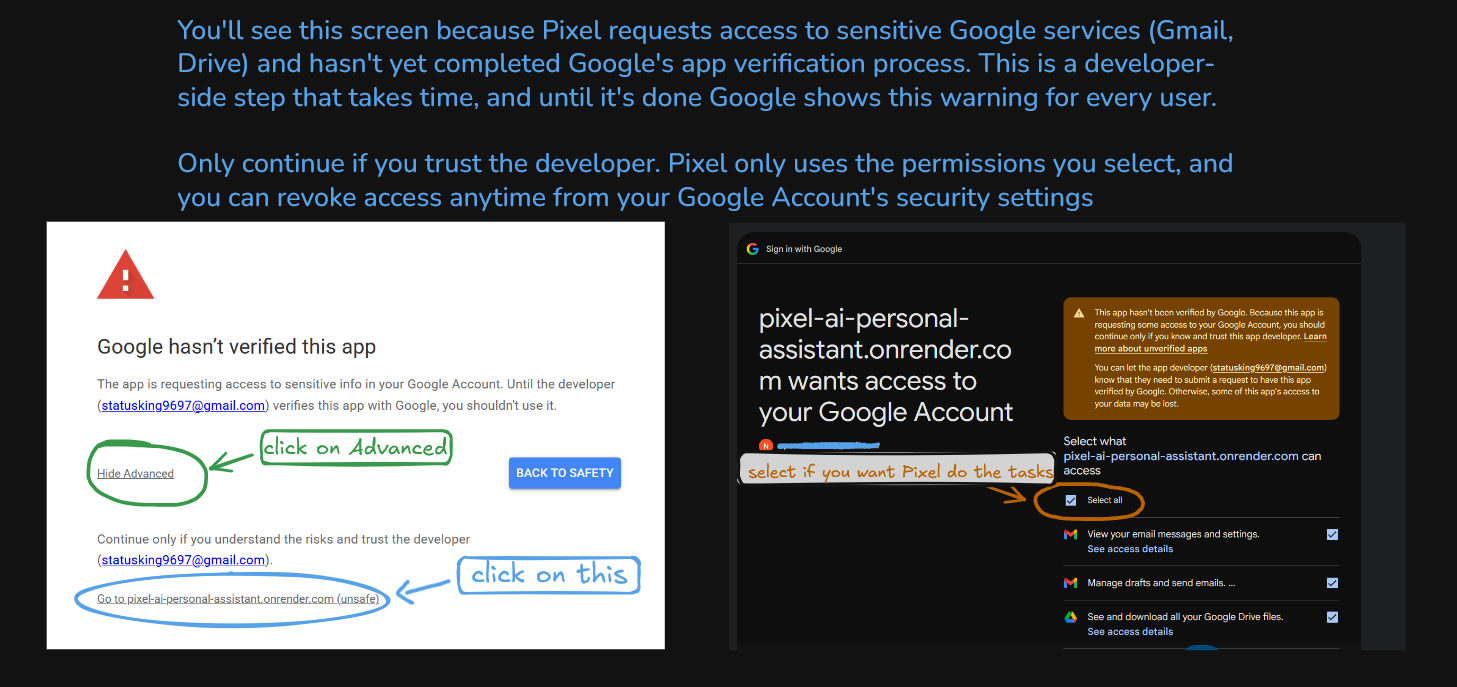 You'll see this screen because Pixel requests access to sensitive Google services (Gmail,
Drive) and hasn't yet completed Google's app verification process. This is a developer-
side step that takes time, and until it's done Google shows this warning for every user.
Only continue if you trust the developer. Pixel only uses the permissions you select, and
you can revoke access anytime from your Google Account's security settings
Google hasn't verified this app
The app is requesting access to sensitive info in your Google Account. Until the developer
(statusking9697@gmail.com) verifies this app with Google, you shouldn't use it.
click on Advanced
Hide Advanced
BACK TO SAFETY
Continue only if you understand the risks and trust the developer
(statusking9697@gmail.com).
click on this
Go to pixel-ai-personal-assistant.onrender.com (unsafe)
Sign in with Google
pixel-ai-personal-
assistant.onrender.co
m wants access to
your Google Account
N
select if you want Pixel do the tasks
This app hasn't been verified by Google. Because this app is
requesting some access to your Google Account, you should
continue only if you know and trust this app developer. Learn
more about unverified apps
You can let the app developer (statusking9697@gmail.com)
know that they need to submit a request to have this app
verified by Google. Otherwise, some of this app's access to
your data may be lost.
Select what
pixel-ai-personal-assistant.onrender.com can
access
Select all
View your email messages and settings.
See access details
Manage drafts and send emails. ...
See and download all your Google Drive files.
See access details